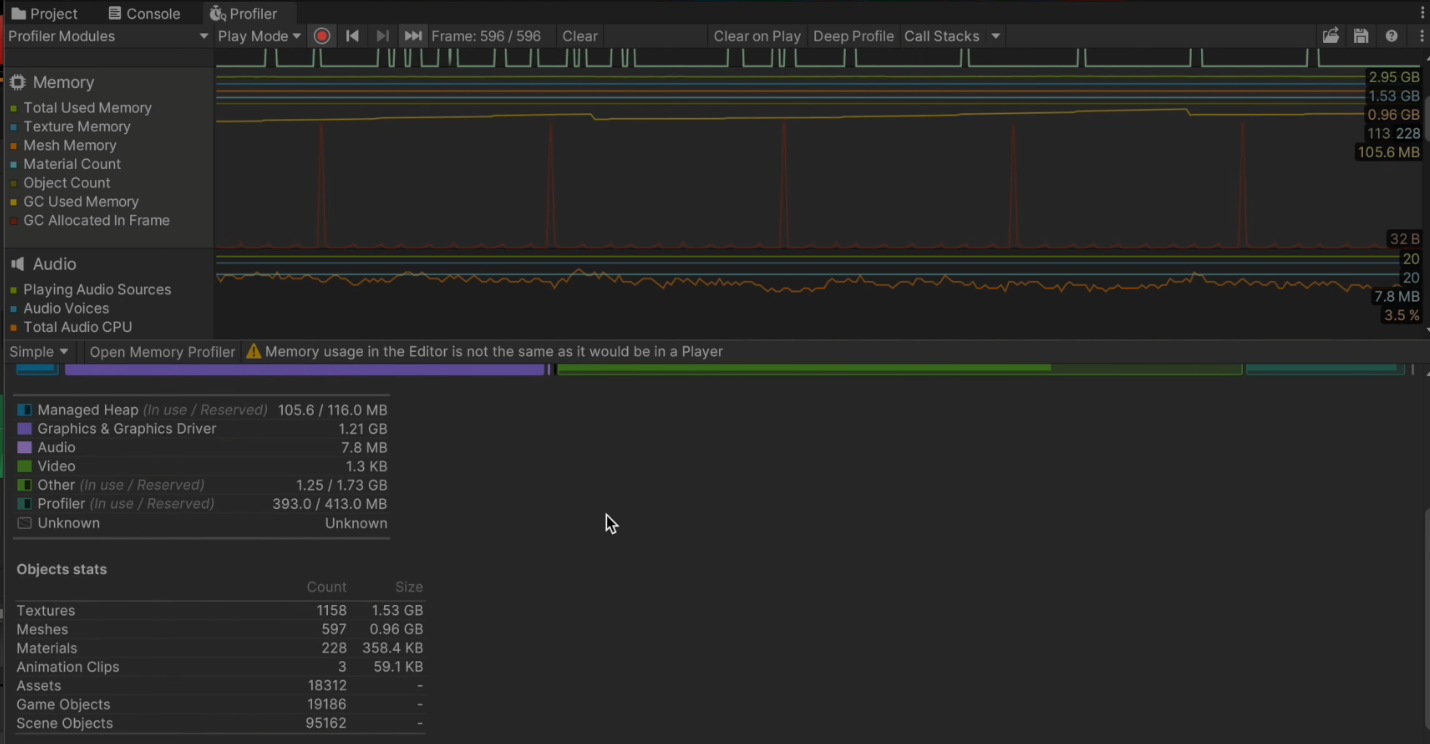 Project Console Profiler
Profiler Modules Play Mode Frame: 596 / 596 Clear Clear on Play Deep Profile Call Stacks
Memory
Total Used Memory
Texture Memory
Mesh Memory
Material Count
Object Count
GC Used Memory
GC Allocated In Frame
2.95 GB
1.53 GB
0.96 GB
113 228
105.6 MB
32 B
Audio
Playing Audio Sources
Audio Voices
Total Audio CPU
20
20
7.8 MB
3.5 %
Simple Open Memory Profiler Memory usage in the Editor is not the same as it would be in a Player
Managed Heap (In use / Reserved) 105.6 / 116.0 MB
Graphics & Graphics Driver 1.21 GB
Audio 7.8 MB
Video 1.3 KB
Other (In use / Reserved) 1.25 / 1.73 GB
Profiler (In use / Reserved) 393.0 / 413.0 MB
Unknown Unknown
Objects stats
Count Size
Textures 1158 1.53 GB
Meshes 597 0.96 GB
Materials 228 358.4 KB
Animation Clips 3 59.1 KB
Assets 18312 -
Game Objects 19186 -
Scene Objects 95162 -